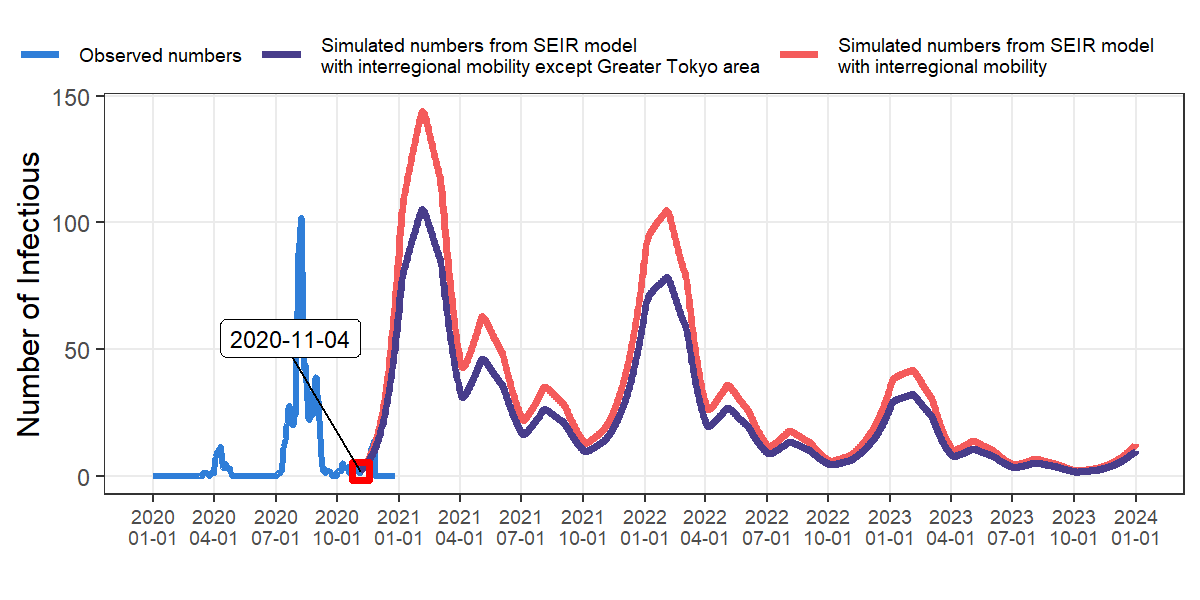 Observed numbers
Simulated numbers from SEIR model
with interregional mobility except Greater Tokyo area
Simulated numbers from SEIR model
with interregional mobility
Number of Infectious
150
100
50
0
2020-11-04
2020 2020 2020 2020 2021 2021 2021 2021 2022 2022 2022 2022 2023 2023 2023 2023 2024
01-01 04-01 07-01 10-01 01-01 04-01 07-01 10-01 01-01 04-01 07-01 10-01 01-01 04-01 07-01 10-01 01-01